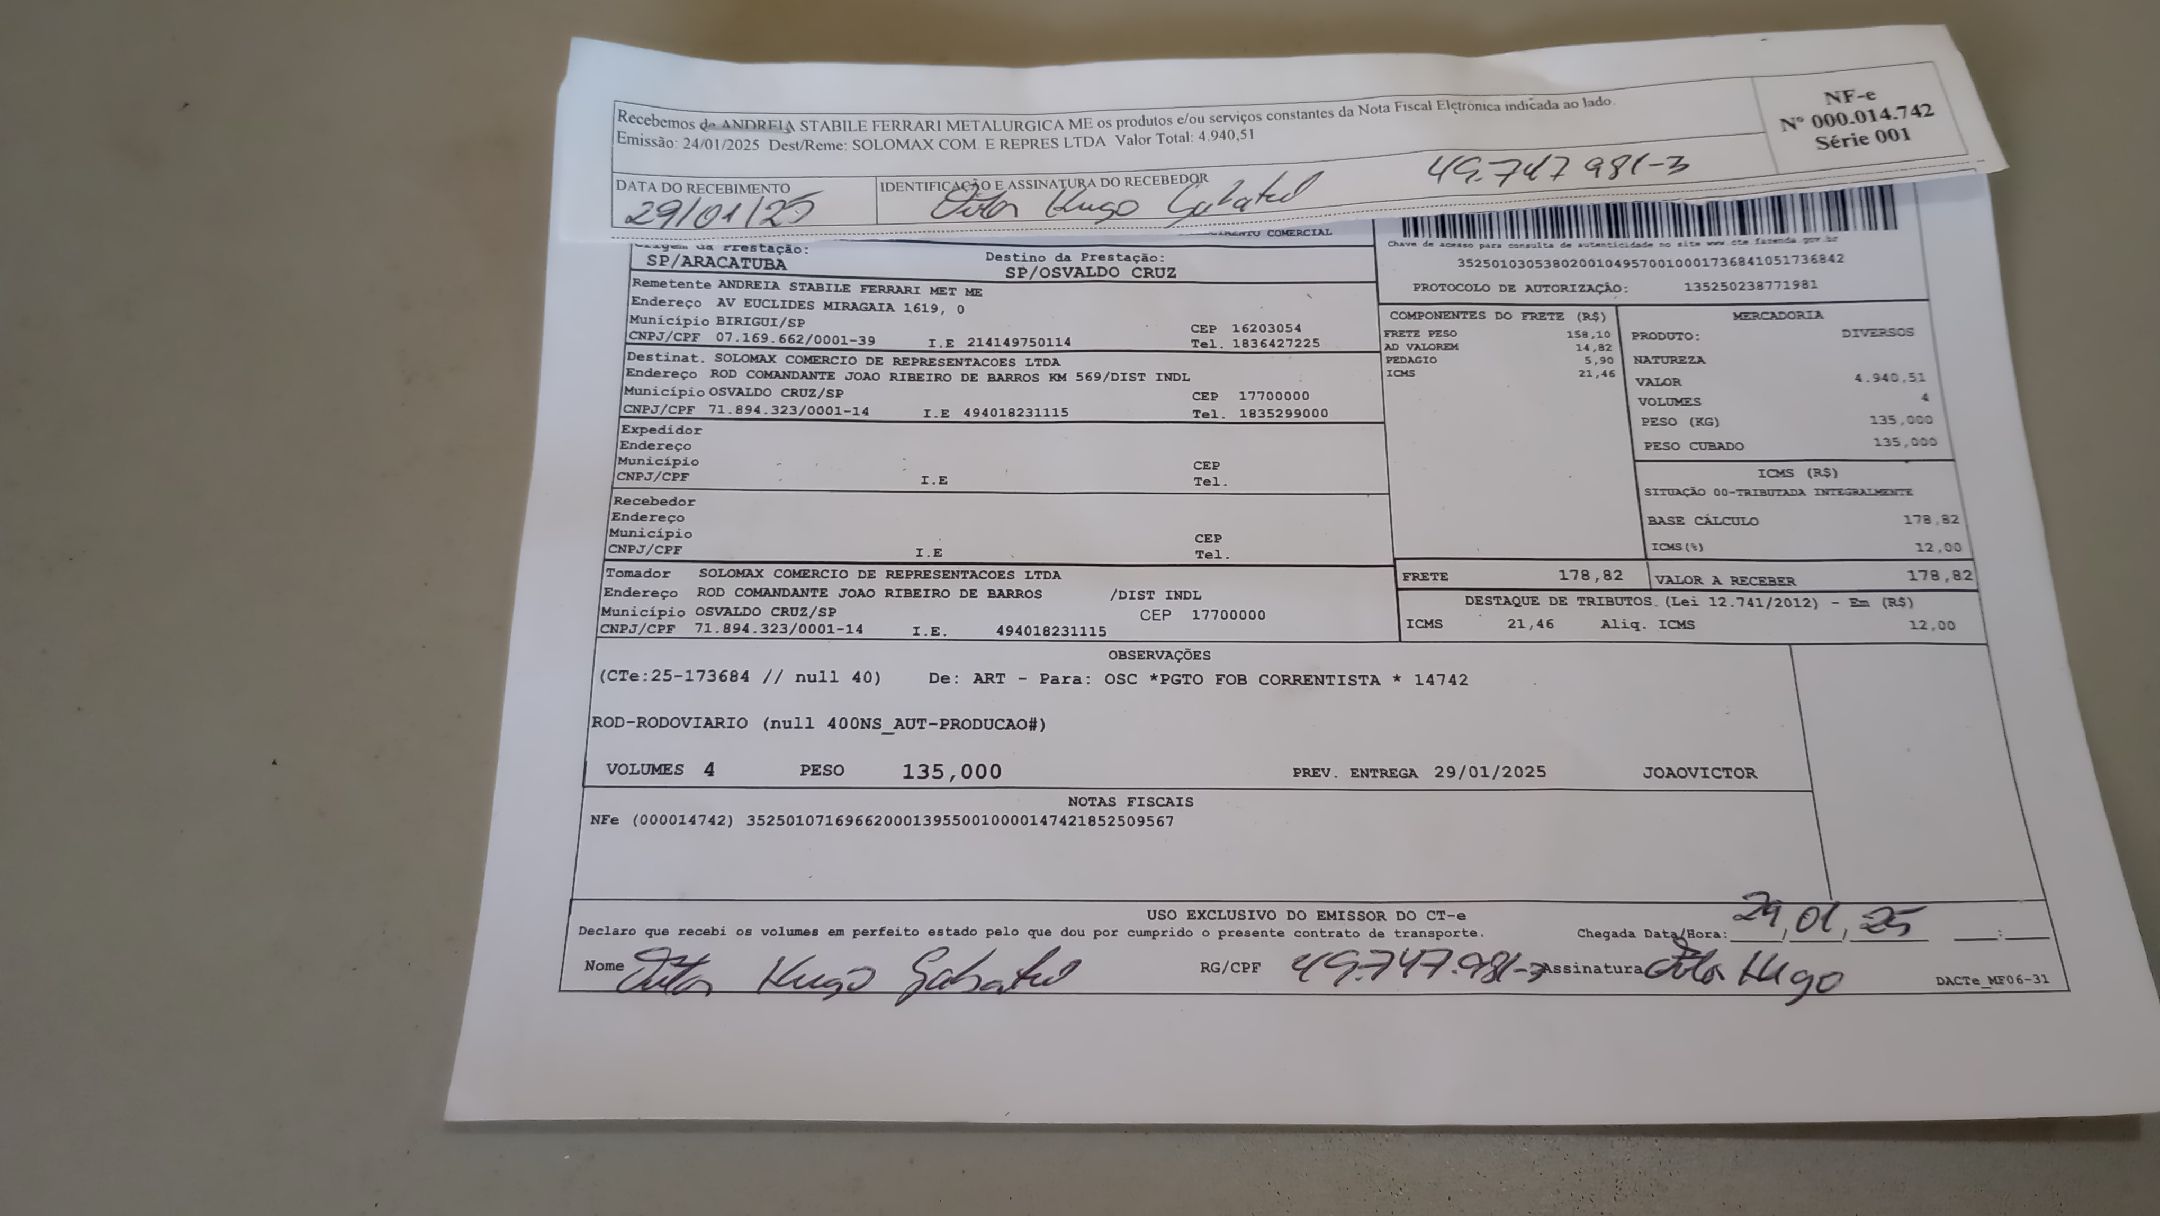 Recebemos de ANDREIA STABILE FERRARI METALURGICA ME os produtos e/ou serviços constantes da Nota Fiscal Eletrônica indicada ao lado.
Emissão: 24/01/2025 Dest/Reme: SOLOMAX COM. E REPRES LTDA Valor Total: 4.940,51
NF-e
Nº 000.014.742
Série 001
DATA DO RECEBIMENTO
29/01/25
IDENTIFICAÇÃO E ASSINATURA DO RECEBEDOR
Hugo
49.747 981-3
COMERCIAL
Origem da Prestação:
SP/ARACATUBA
Destino da Prestação:
SP/OSVALDO CRUZ
Chave de acesso para consulta de autenticidade no site www cte fazenda gov.br
35250103053802001049570010001736841051736842
PROTOCOLO DE AUTORIZAÇÃO: 135250238771981
Remetente ANDREIA STABILE FERRARI MET ME
Endereço AV EUCLIDES MIRAGAIA 1619, 0
Município BIRIGUI/SP CEP 16203054
CNPJ/CPF 07.169.662/0001-39 I.E 214149750114 Tel. 1836427225
Destinat. SOLOMAX COMERCIO DE REPRESENTACOES LTDA
Endereço ROD COMANDANTE JOAO RIBEIRO DE BARROS KM 569/DIST INDL
Município OSVALDO CRUZ/SP CEP 17700000
CNPJ/CPF 71.894.323/0001-14 I.E 494018231115 Tel. 1835299000
Expedidor
Endereço
Município CEP
CNPJ/CPF I.E Tel.
Recebedor
Endereço
Município CEP
CNPJ/CPF I.E Tel.
Tomador SOLOMAX COMERCIO DE REPRESENTACOES LTDA
Endereço ROD COMANDANTE JOAO RIBEIRO DE BARROS /DIST INDL
Município OSVALDO CRUZ/SP CEP 17700000
CNPJ/CPF 71.894.323/0001-14 I.E. 494018231115
COMPONENTES DO FRETE (R$)
FRETE PESO 158,10
AD VALOREM 14,82
PEDAGIO 5,90
ICMS 21,46
MERCADORIA
PRODUTO: DIVERSOS
NATUREZA
VALOR 4.940,51
VOLUMES 4
PESO (KG) 135,000
PESO CUBADO 135,000
ICMS (R$)
SITUAÇÃO 00-TRIBUTADA INTEGRALMENTE
BASE CÁLCULO 178,82
ICMS(%) 12,00
FRETE 178,82 VALOR A RECEBER 178,82
DESTAQUE DE TRIBUTOS.(Lei 12.741/2012) - Em (R$)
ICMS 21,46 Aliq. ICMS 12,00
OBSERVAÇÕES
(CTe:25-173684 // null 40) De: ART - Para: OSC *PGTO FOB CORRENTISTA * 14742
ROD-RODOVIARIO (null 400NS_AUT-PRODUCAO#)
VOLUMES 4 PESO 135,000 PREV. ENTREGA 29/01/2025 JOAOVICTOR
NOTAS FISCAIS
NFe (000014742) 35250107169662000139550010000147421852509567
USO EXCLUSIVO DO EMISSOR DO CT-e
Declaro que recebi os volumes em perfeito estado pelo que dou por cumprido o presente contrato de transporte. Chegada Data/Hora: 29,01,25 __:__
Nome Hugo RG/CPF 49.747.981-3 Assinatura Hugo
DACTe_MF06-31